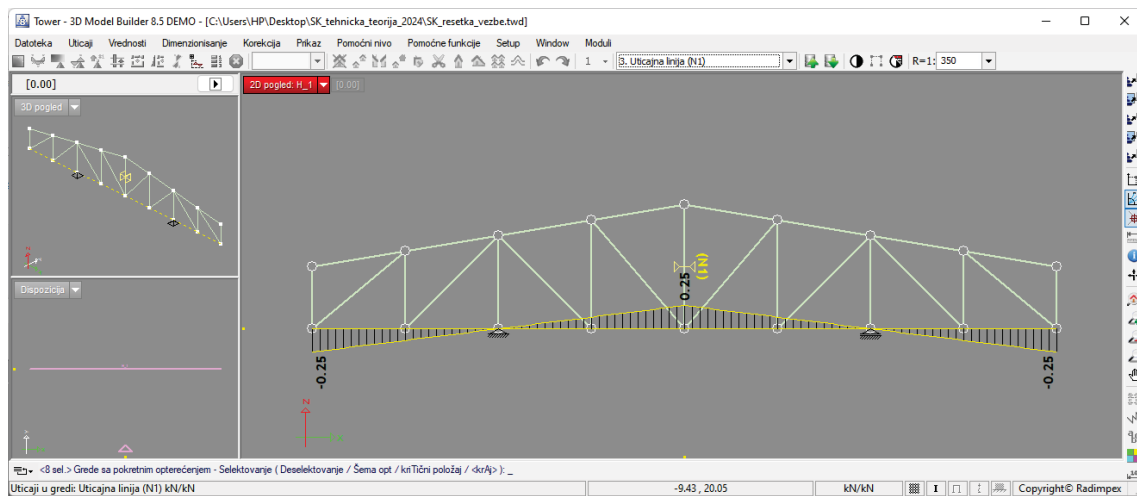 Tower - 3D Model Builder 8.5 DEMO - [C:\Users\HP\Desktop\SK_tehnicka_teorija_2024\SK_resetka_vezbe.twd]
Datoteka Uticaji Vrednosti Dimenzionisanje Korekcija Prikaz Pomoćni nivo Pomoćne funkcije Setup Window Moduli
1 3. Uticajna linija (N1) R=1: 350
[0.00]
2D pogled: H_1 [0.00]
3D pogled
(N1)
0.25
Dispozicija
-0.25
-0.25
<8 sel.> Grede sa pokretnim opterećenjem - Selektovanje ( Deselektovanje / Šema opt / kriTični položaj / <krAj> ): _
Uticaji u gredi: Uticajna linija (N1) kN/kN -9.43, 20.05 kN/kN Copyright© Radimpex